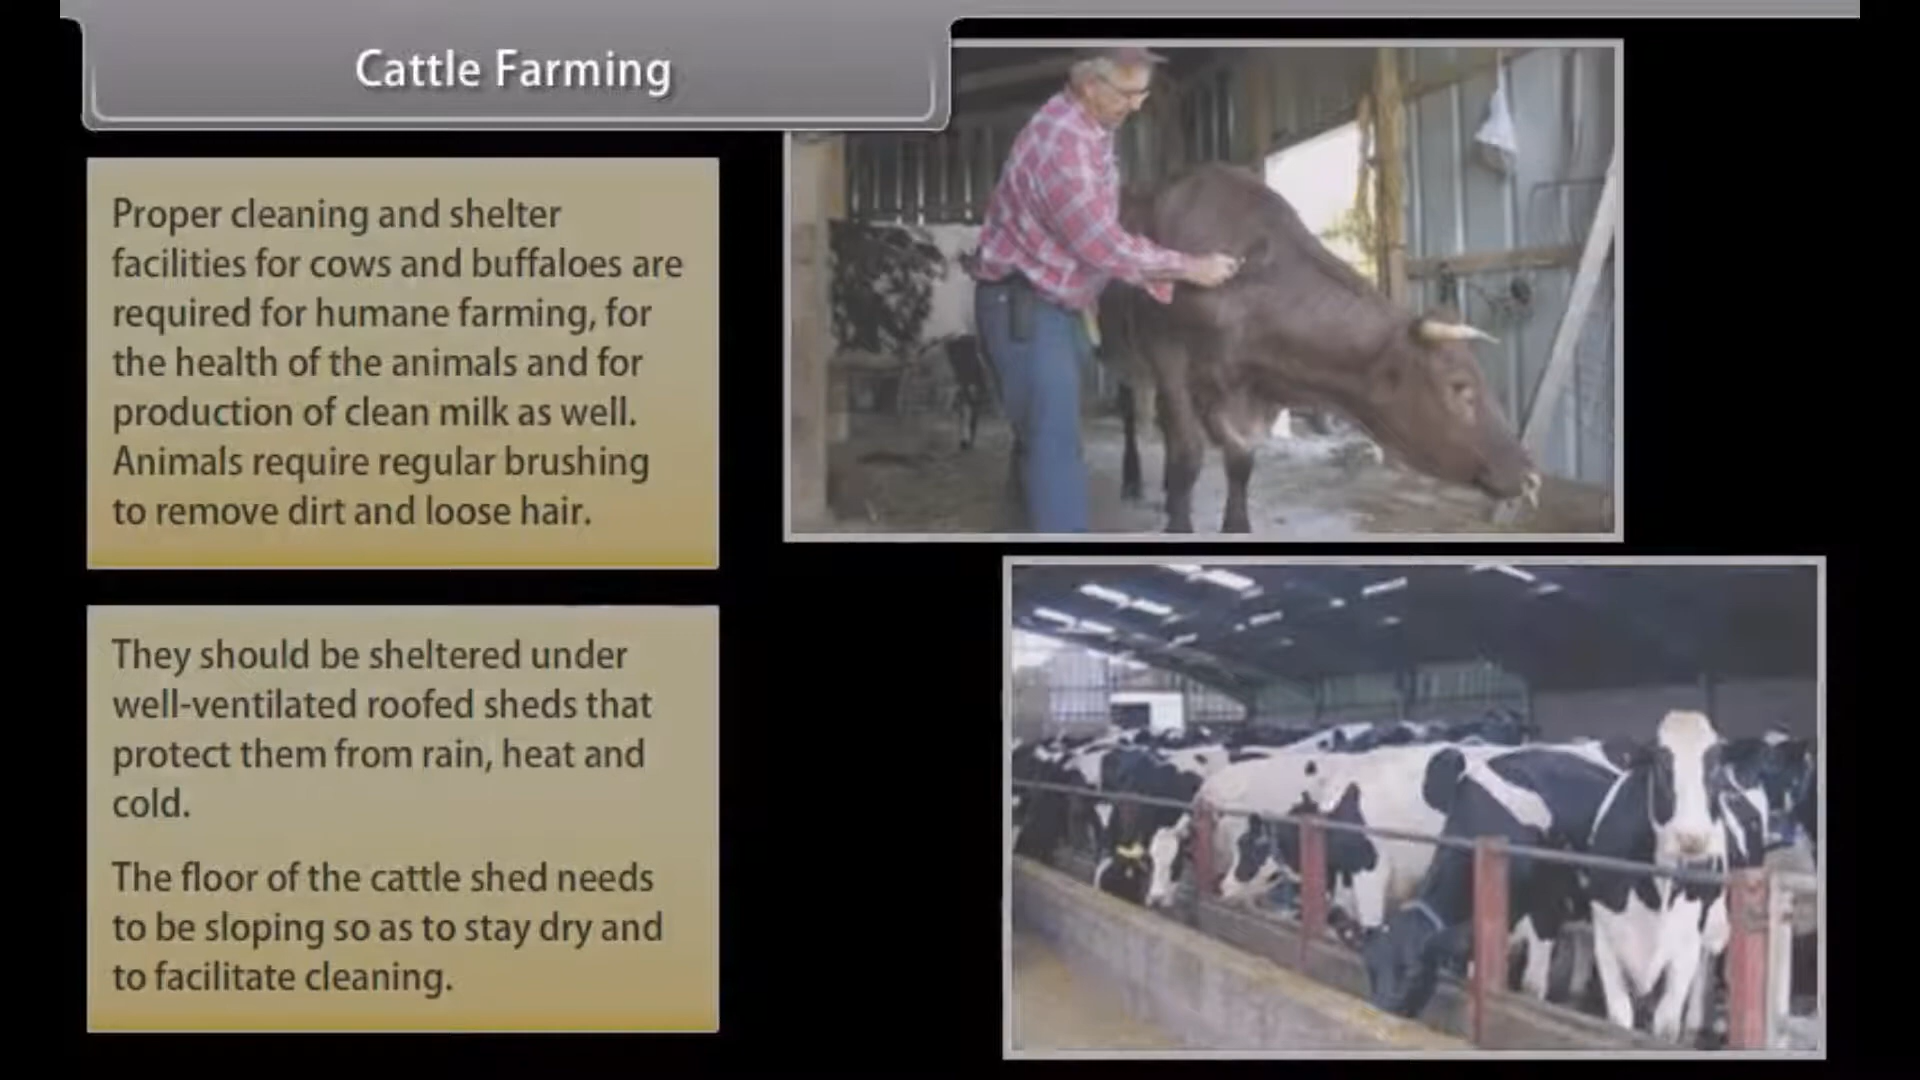 Cattle Farming
Proper cleaning and shelter
facilities for cows and buffaloes are
required for humane farming, for
the health of the animals and for
production of clean milk as well.
Animals require regular brushing
to remove dirt and loose hair.
They should be sheltered under
well-ventilated roofed sheds that
protect them from rain, heat and
cold.
The floor of the cattle shed needs
to be sloping so as to stay dry and
to facilitate cleaning.